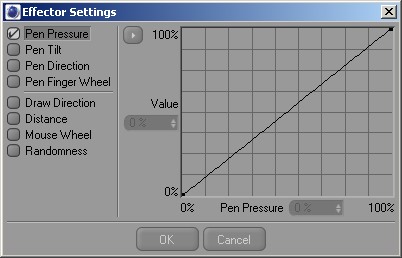 Effector Settings
Pen Pressure
Pen Tilt
Pen Direction
Pen Finger Wheel
Draw Direction
Distance
Mouse Wheel
Randomness
100%
Value
0 %
0%
0% Pen Pressure 0 % 100%
OK Cancel